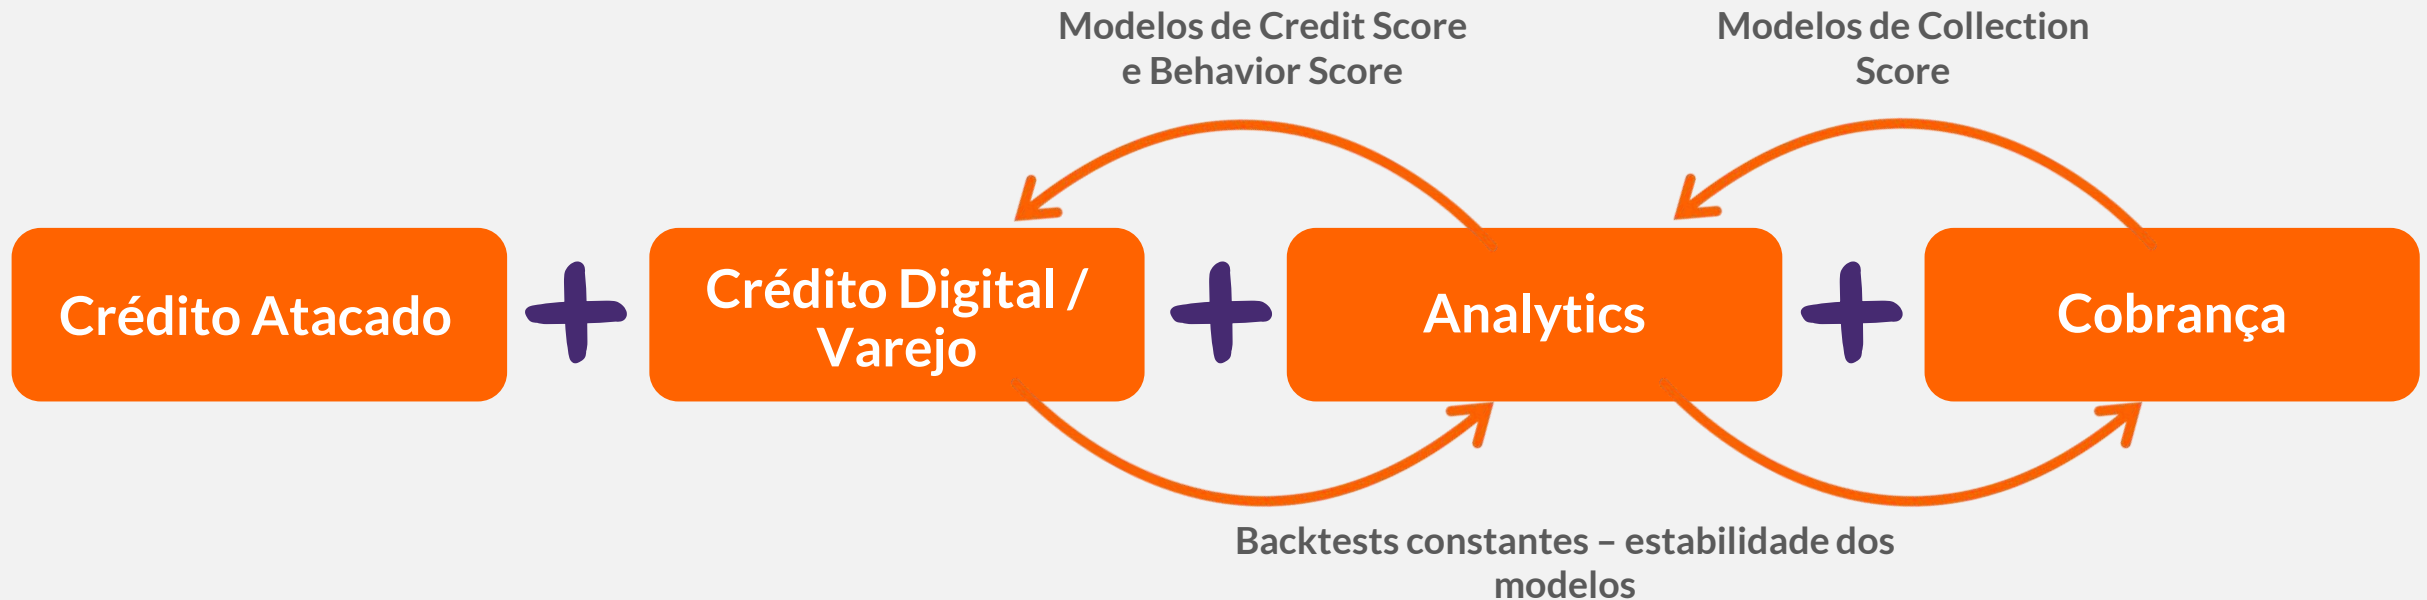 Modelos de Credit Score
e Behavior Score
Modelos de Collection
Score
Crédito Atacado
Crédito Digital /
Varejo
Analytics
Cobrança
Backtests constantes – estabilidade dos
modelos